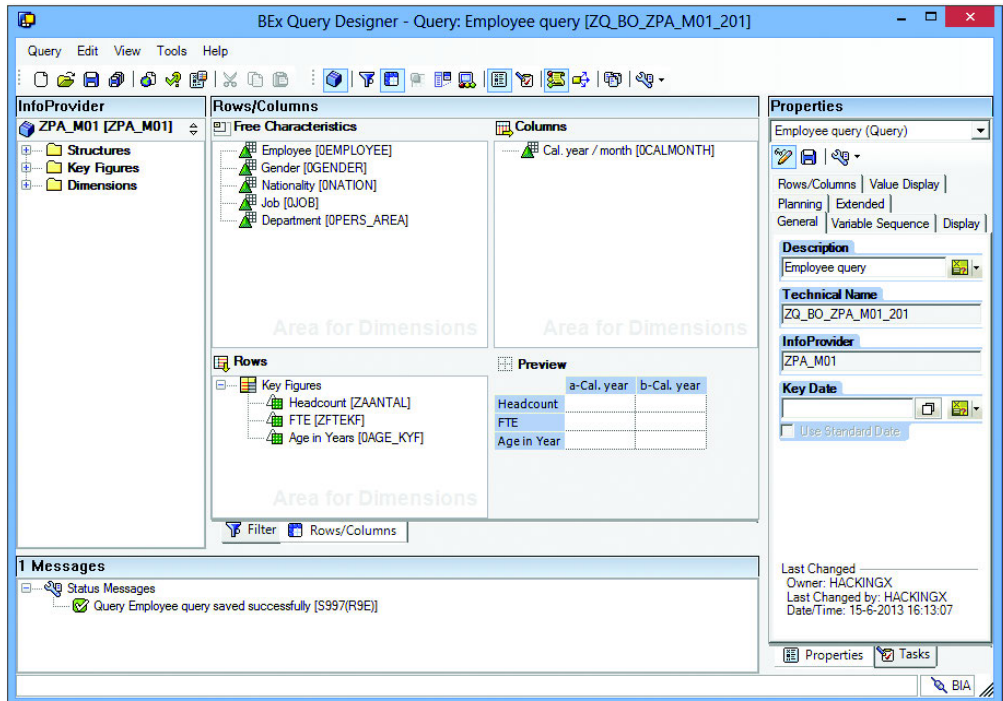 BEx Query Designer - Query: Employee query [ZQ_BO_ZPA_M01_201]
Query Edit View Tools Help
InfoProvider
ZPA_M01 [ZPA_M01]
Structures
Key Figures
Dimensions
Rows/Columns
Free Characteristics
Employee [0EMPLOYEE]
Gender [0GENDER]
Nationality [0NATION]
Job [0JOB]
Department [0PERS_AREA]
Area for Dimensions
Columns
Cal. year / month [0CALMONTH]
Area for Dimensions
Rows
Key Figures
Headcount [ZAANTAL]
FTE [ZFTEKF]
Age in Years [0AGE_KYF]
Area for Dimensions
Preview
a-Cal. year b-Cal. year
Headcount
FTE
Age in Year
Filter Rows/Columns
Properties
Employee query (Query)
Rows/Columns Value Display
Planning Extended
General Variable Sequence Display
Description
Employee query
Technical Name
ZQ_BO_ZPA_M01_201
InfoProvider
ZPA_M01
Key Date
Use Standard Date
Last Changed
Owner: HACKINGX
Last Changed by: HACKINGX
Date/Time: 15-6-2013 16:13:07
Properties Tasks
1 Messages
Status Messages
Query Employee query saved successfully [S997(R9E)]
BIA